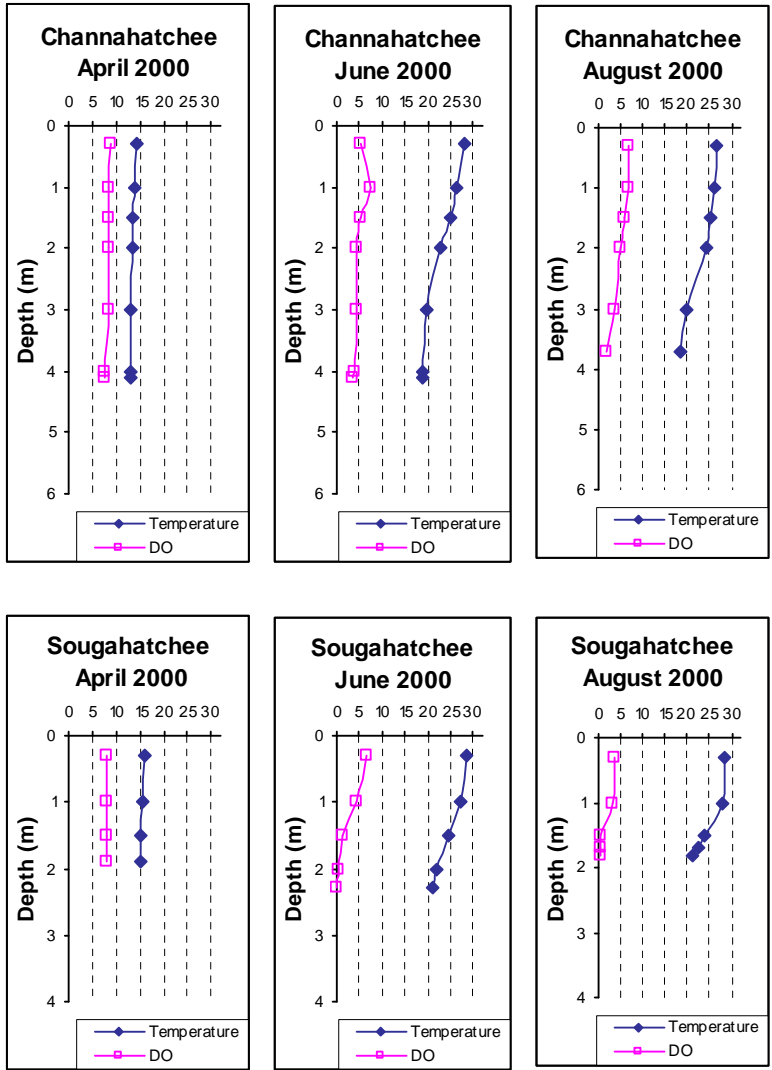 Channahatchee
April 2000
0 5 10 15 20 25 30
0
1
2
3
4
5
6
Depth (m)
Temperature
DO
Channahatchee
June 2000
0 5 10 15 20 25 30
0
1
2
3
4
5
6
Depth (m)
Temperature
DO
Channahatchee
August 2000
0 5 10 15 20 25 30
0
1
2
3
4
5
6
Depth (m)
Temperature
DO
Sougahatchee
April 2000
0 5 10 15 20 25 30
0
1
2
3
4
Depth (m)
Temperature
DO
Sougahatchee
June 2000
0 5 10 15 20 25 30
0
1
2
3
4
Depth (m)
Temperature
DO
Sougahatchee
August 2000
0 5 10 15 20 25 30
0
1
2
3
4
Depth (m)
Temperature
DO